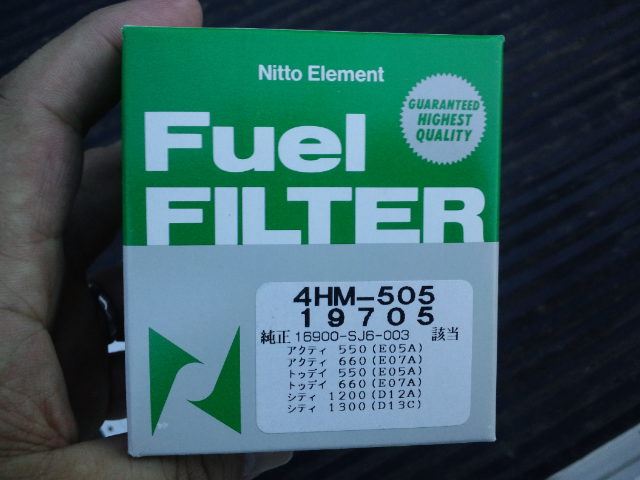 Nitto Element
GUARANTEED
HIGHEST
QUALITY
Fuel
FILTER
4HM-505
19705
純正 16900-SJ6-003 該当
アクティ 550 (E05A)
アクティ 660 (E07A)
トゥデイ 550 (E05A)
トゥデイ 660 (E07A)
シティ 1200 (D12A)
シティ 1300 (D13C)